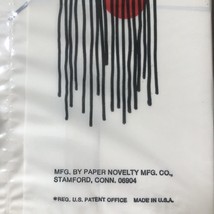 MFG. BY PAPER NOVELTY MFG. CO.,
STAMFORD, CONN. 06904
*REG. U.S. PATENT OFFICE MADE IN U.S.A.